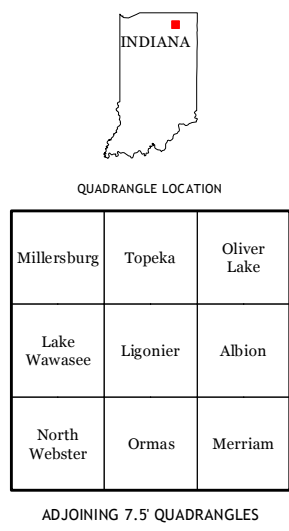 INDIANA
QUADRANGLE LOCATION
Millersburg
Topeka
Oliver
Lake
Lake
Wawasee
Ligonier
Albion
North
Webster
Ormas
Merriam
ADJOINING 7.5' QUADRANGLES